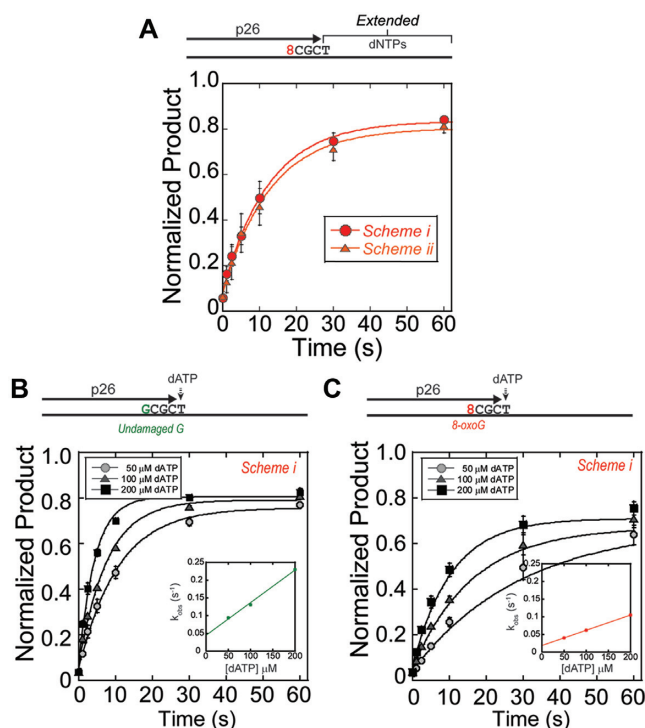 A
Extended
p26
dNTPs
8CGCT
Normalized Product
1.0
0.8
0.6
0.4
0.2
0
Scheme i
Scheme ii
0 10 20 30 40 50 60
Time (s)
B
dATP
p26
GCGCT
Undamaged G
Normalized Product
1.0
0.8
0.6
0.4
0.2
0
50 μM dATP
100 μM dATP
200 μM dATP
Scheme i
kobs (s-1)
0.25
0.2
0.15
0.1
0.05
0
0 50 100 150 200
[dATP] μM
0 10 20 30 40 50 60
Time (s)
C
dATP
p26
8CGCT
8-oxoG
Normalized Product
1.0
0.8
0.6
0.4
0.2
0
50 μM dATP
100 μM dATP
200 μM dATP
Scheme i
kobs (s-1)
0.25
0.2
0.15
0.1
0.05
0
0 50 100 150 200
[dATP] μM
0 10 20 30 40 50 60
Time (s)